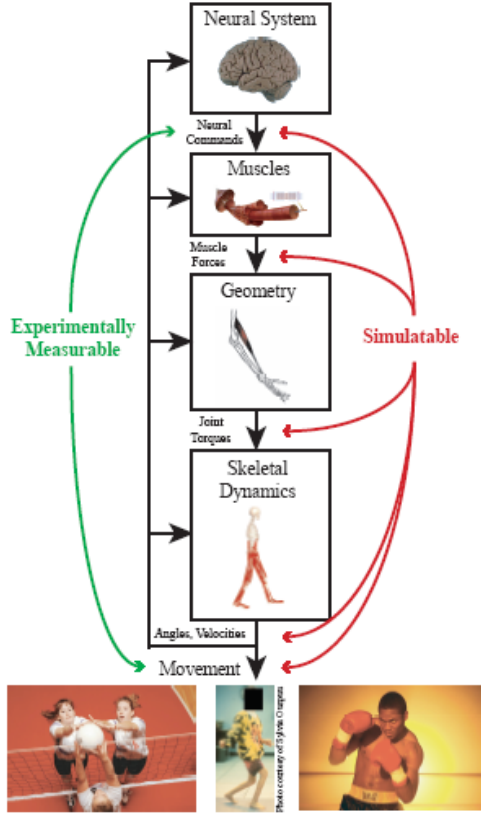 Neural System
Neural
Commands
Muscles
Muscle
Forces
Geometry
Experimentally
Measurable
Simulatable
Joint
Torques
Skeletal
Dynamics
Angles, Velocities
Movement
Photo courtesy of Sylvia